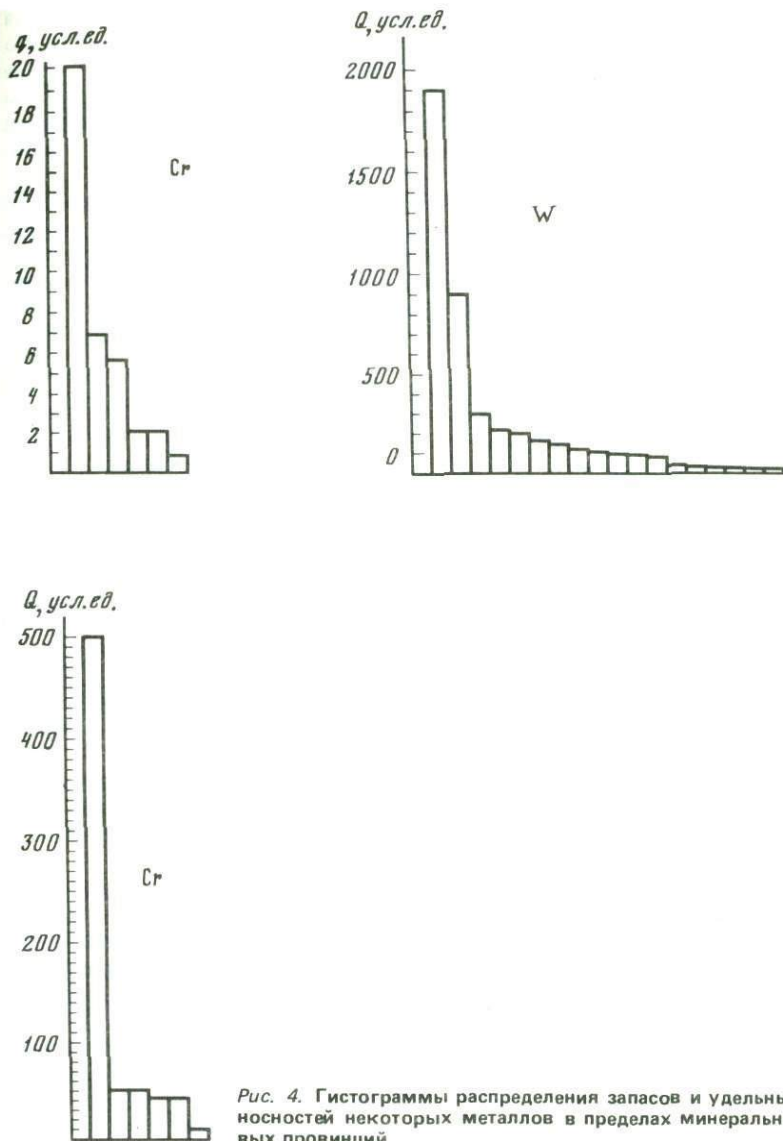 q, усл.ед.
20
18
16
14
12
10
8
6
4
2
Cr
Q, усл.ед.
2000
1500
1000
500
0
W
Q, усл.ед.
500
400
300
200
100
Cr
Рис. 4. Гистограммы распределения запасов и удельны
носностей некоторых металлов в пределах минеральн
вых провинций